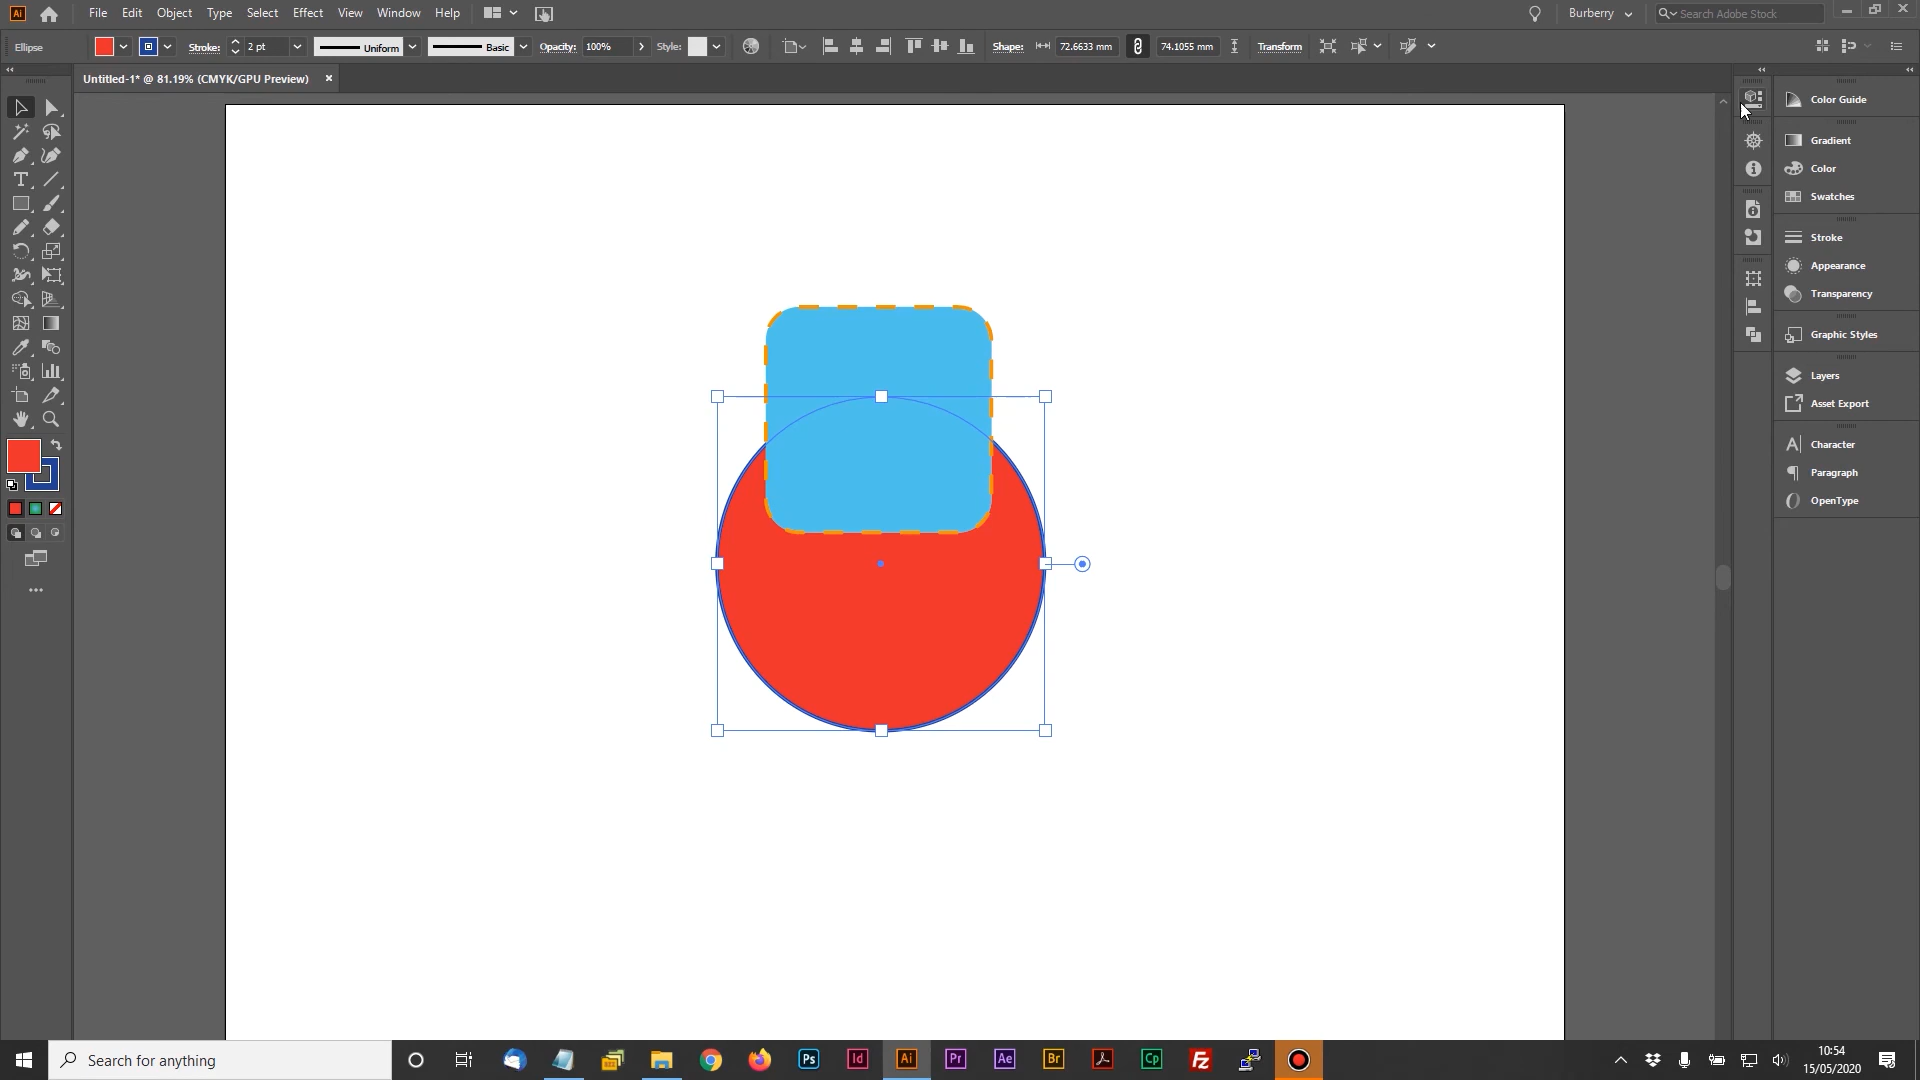 Ai File Edit Object Type Select Effect View Window Help Burberry Search Adobe Stock
Ellipse Stroke: 2 pt Uniform Basic Opacity: 100% Style: Shape: 72.6633 mm 74.1055 mm Transform
Untitled-1* @ 81.19% (CMYK/GPU Preview) ×
Color Guide
Gradient
Color
Swatches
Stroke
Appearance
Transparency
Graphic Styles
Layers
Asset Export
Character
Paragraph
OpenType
Search for anything
Ps Id Ai Pr Ae Br Cp Fz
10:54
15/05/2020